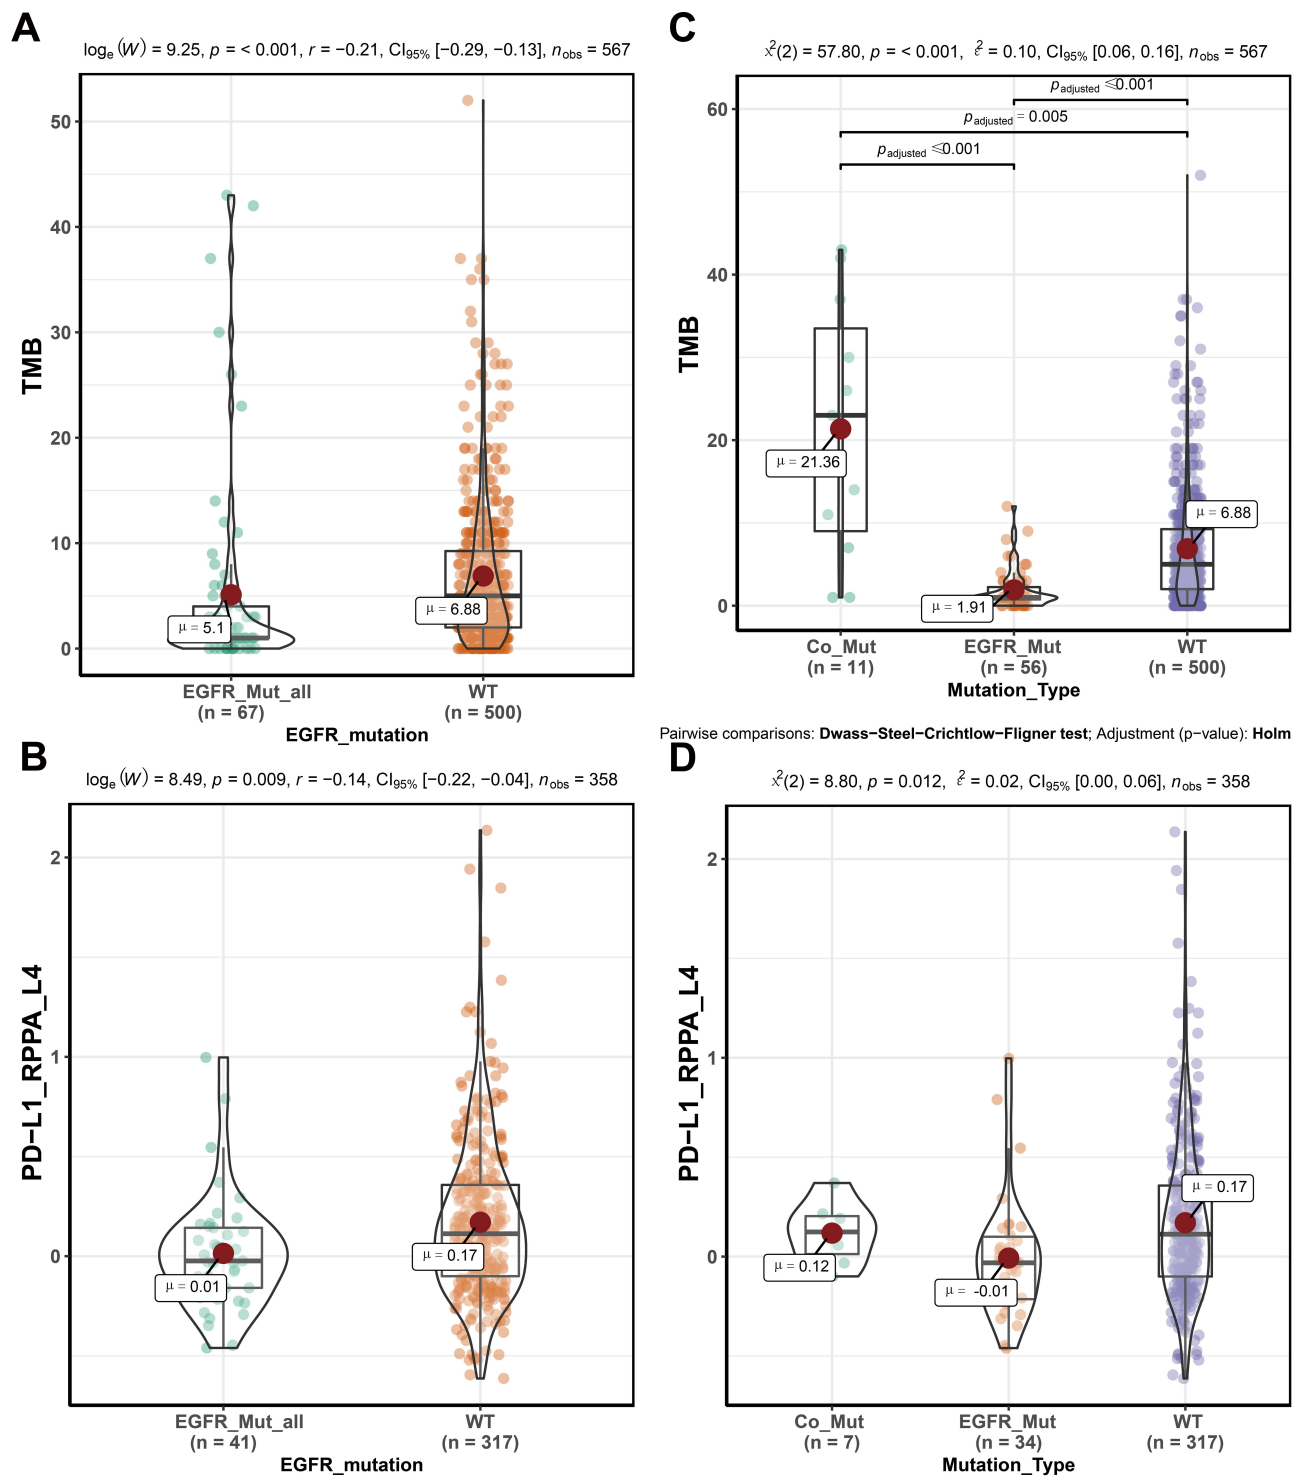 A
logₑ (W) = 9.25, p = < 0.001, r = −0.21, CI95% [−0.29, −0.13], nobs = 567
TMB
50
40
30
20
10
0
μ = 5.1
μ = 6.88
EGFR_Mut_all
(n = 67)
WT
(n = 500)
EGFR_mutation
C
χ²(2) = 57.80, p = < 0.001, ε² = 0.10, CI95% [0.06, 0.16], nobs = 567
TMB
60
40
20
0
padjusted ≤0.001
padjusted = 0.005
padjusted ≤0.001
μ = 21.36
μ = 1.91
μ = 6.88
Co_Mut
(n = 11)
EGFR_Mut
(n = 56)
WT
(n = 500)
Mutation_Type
Pairwise comparisons: Dwass−Steel−Crichtlow−Fligner test; Adjustment (p−value): Holm
B
logₑ (W) = 8.49, p = 0.009, r = −0.14, CI95% [−0.22, −0.04], nobs = 358
PD−L1_RPPA_L4
2
1
0
μ = 0.01
μ = 0.17
EGFR_Mut_all
(n = 41)
WT
(n = 317)
EGFR_mutation
D
χ²(2) = 8.80, p = 0.012, ε² = 0.02, CI95% [0.00, 0.06], nobs = 358
PD−L1_RPPA_L4
2
1
0
μ = 0.12
μ = -0.01
μ = 0.17
Co_Mut
(n = 7)
EGFR_Mut
(n = 34)
WT
(n = 317)
Mutation_Type